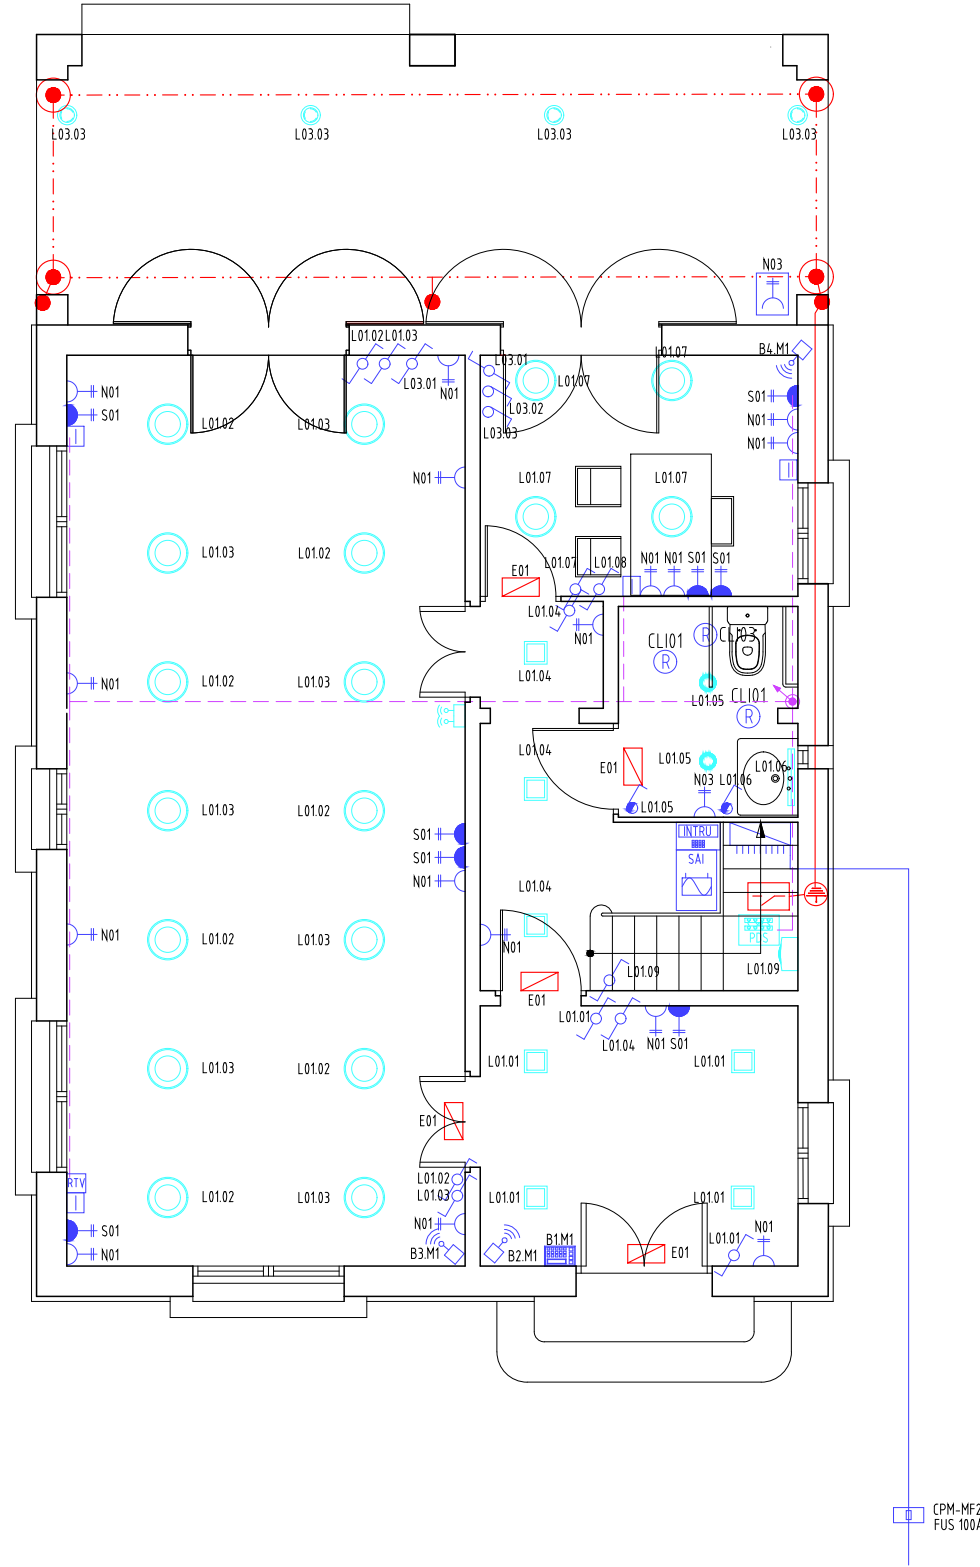 L03.03 L03.03 L03.03 L03.03
N03
L01.02 L01.03
B4.M1
L01.07
L03.01
L03.01
L01.07
N01
N01
S01
S01
L03.02
N01
L01.02
L03.03
L03.03
N01
N01
L01.07
L01.07
L01.03
L01.02
L01.07
L01.08
N01
N01
S01
S01
E01
L01.04
N01
CLI01
R
CLI03
R
L01.04
L01.02
L01.03
N01
L01.05
CLI01
R
L01.04
L01.05
E01
N03
L01.06
L01.06
L01.05
L01.03
L01.02
S01
INTRU
S01
SAI
N01
L01.04
N01
L01.02
L01.03
N01
PCS
L01.09
L01.09
E01
L01.01
L01.04
N01
S01
L01.03
L01.02
L01.01
L01.01
E01
L01.02
RTV
L01.03
L01.02
L01.03
L01.01
L01.01
S01
N01
N01
B3.M1
B2.M1
B1.M1
E01
L01.01
N01
CPM-MF2
FUS 100A